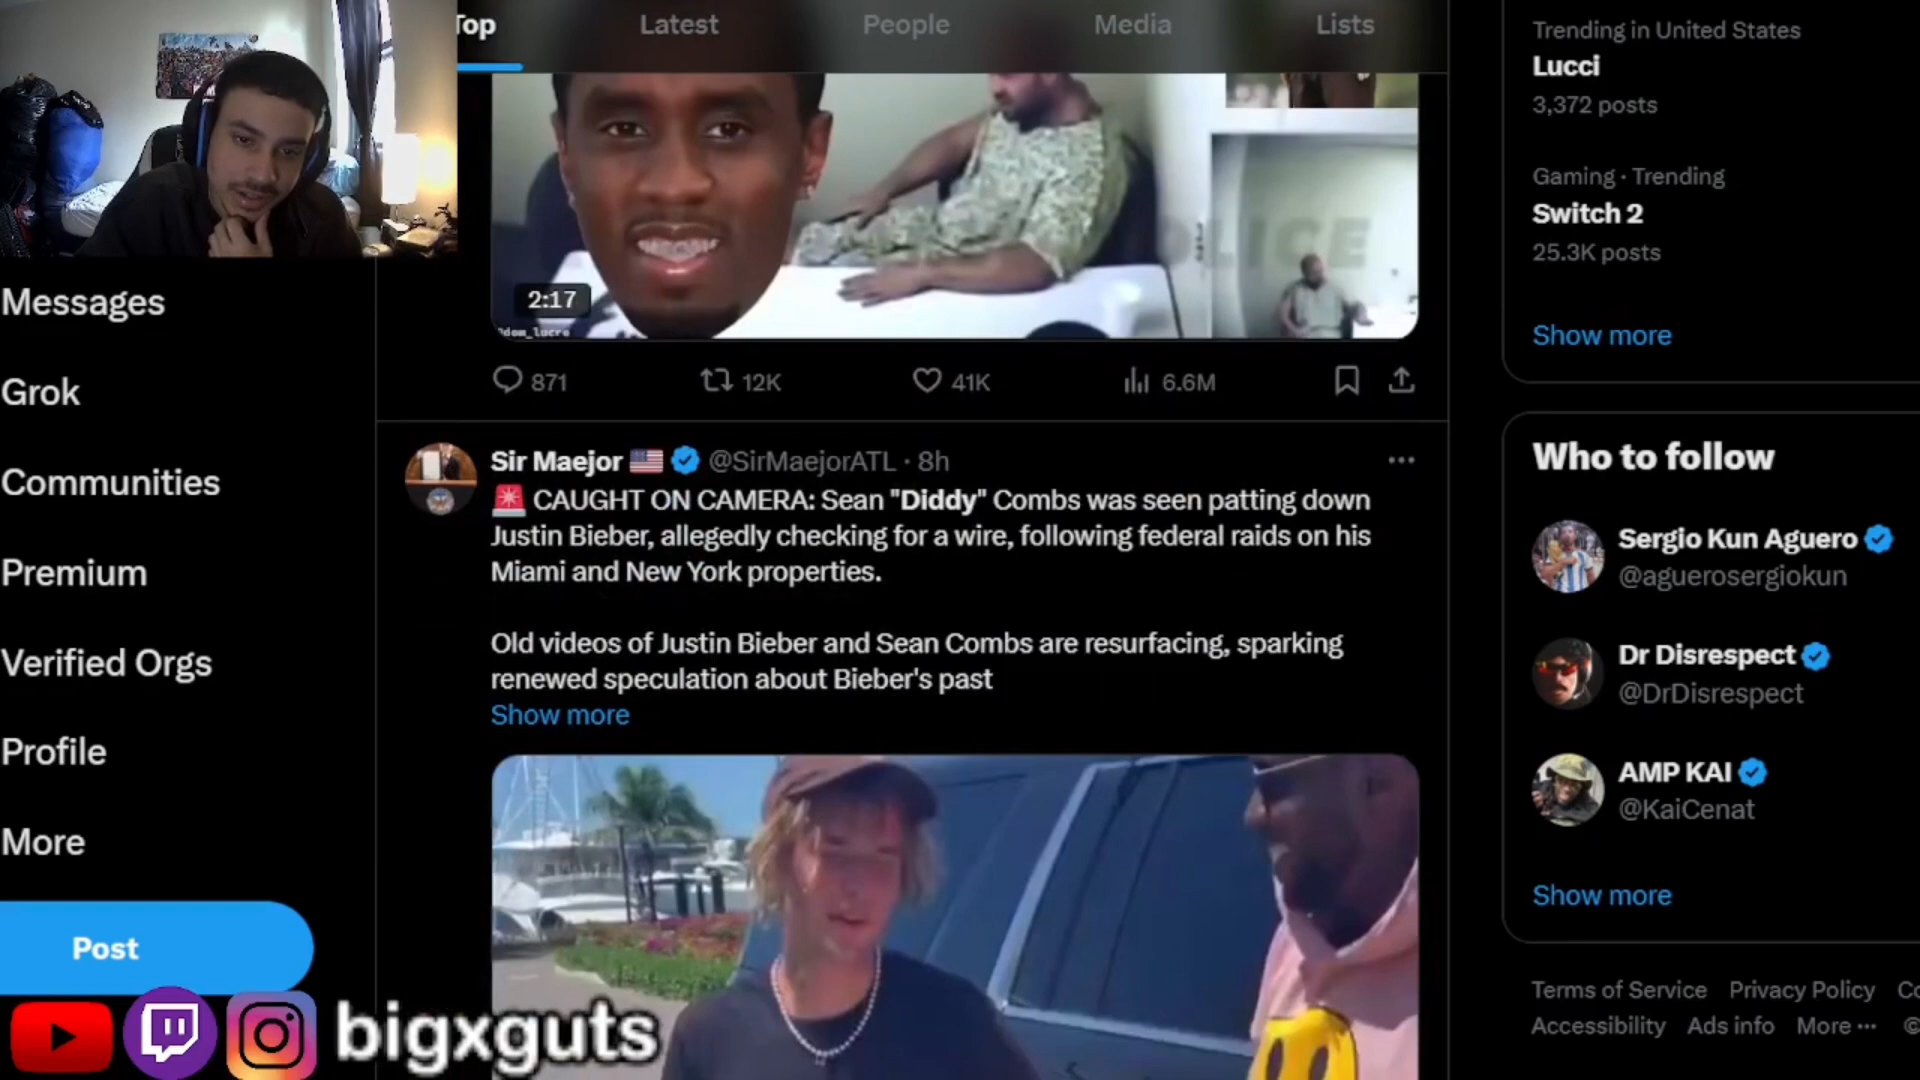 Top
Latest
People
Media
Lists
2:17
@dom_lucre
871
12K
41K
6.6M
Messages
Grok
Communities
Premium
Verified Orgs
Profile
More
Post
Sir Maejor
@SirMaejorATL · 8h
🚨 CAUGHT ON CAMERA: Sean "Diddy" Combs was seen patting down
Justin Bieber, allegedly checking for a wire, following federal raids on his
Miami and New York properties.
Old videos of Justin Bieber and Sean Combs are resurfacing, sparking
renewed speculation about Bieber's past
Show more
Trending in United States
Lucci
3,372 posts
Gaming · Trending
Switch 2
25.3K posts
Show more
Who to follow
Sergio Kun Aguero
@aguerosergiokun
Dr Disrespect
@DrDisrespect
AMP KAI
@KaiCenat
Show more
Terms of Service Privacy Policy
Accessibility Ads info More ···
bigxguts